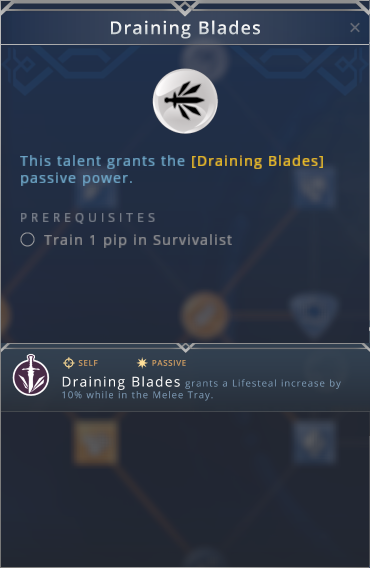 Draining Blades
This talent grants the [Draining Blades]
passive power.
PREREQUISITES
Train 1 pip in Survivalist
SELF PASSIVE
Draining Blades grants a Lifesteal increase by
10% while in the Melee Tray.